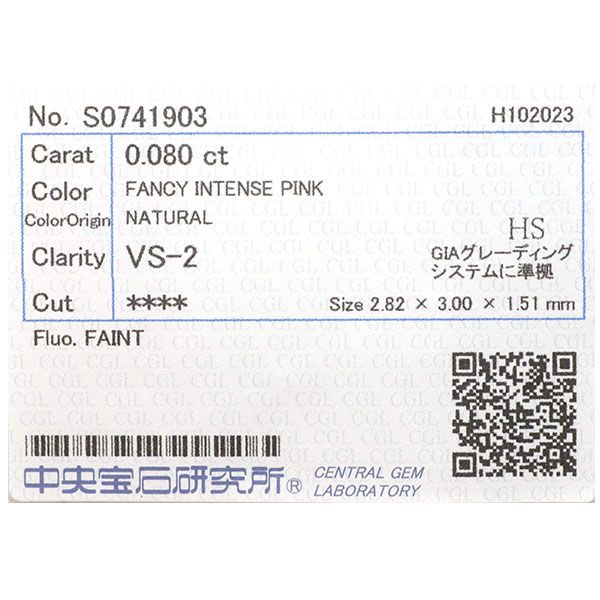 No. S0741903
H102023
Carat 0.080 ct
Color FANCY INTENSE PINK
ColorOrigin NATURAL
HS
Clarity VS-2
GIAグレーディング
システムに準拠
Cut ****
Size 2.82 × 3.00 × 1.51 mm
Fluo. FAINT
中央宝石研究所®
CENTRAL GEM
LABORATORY